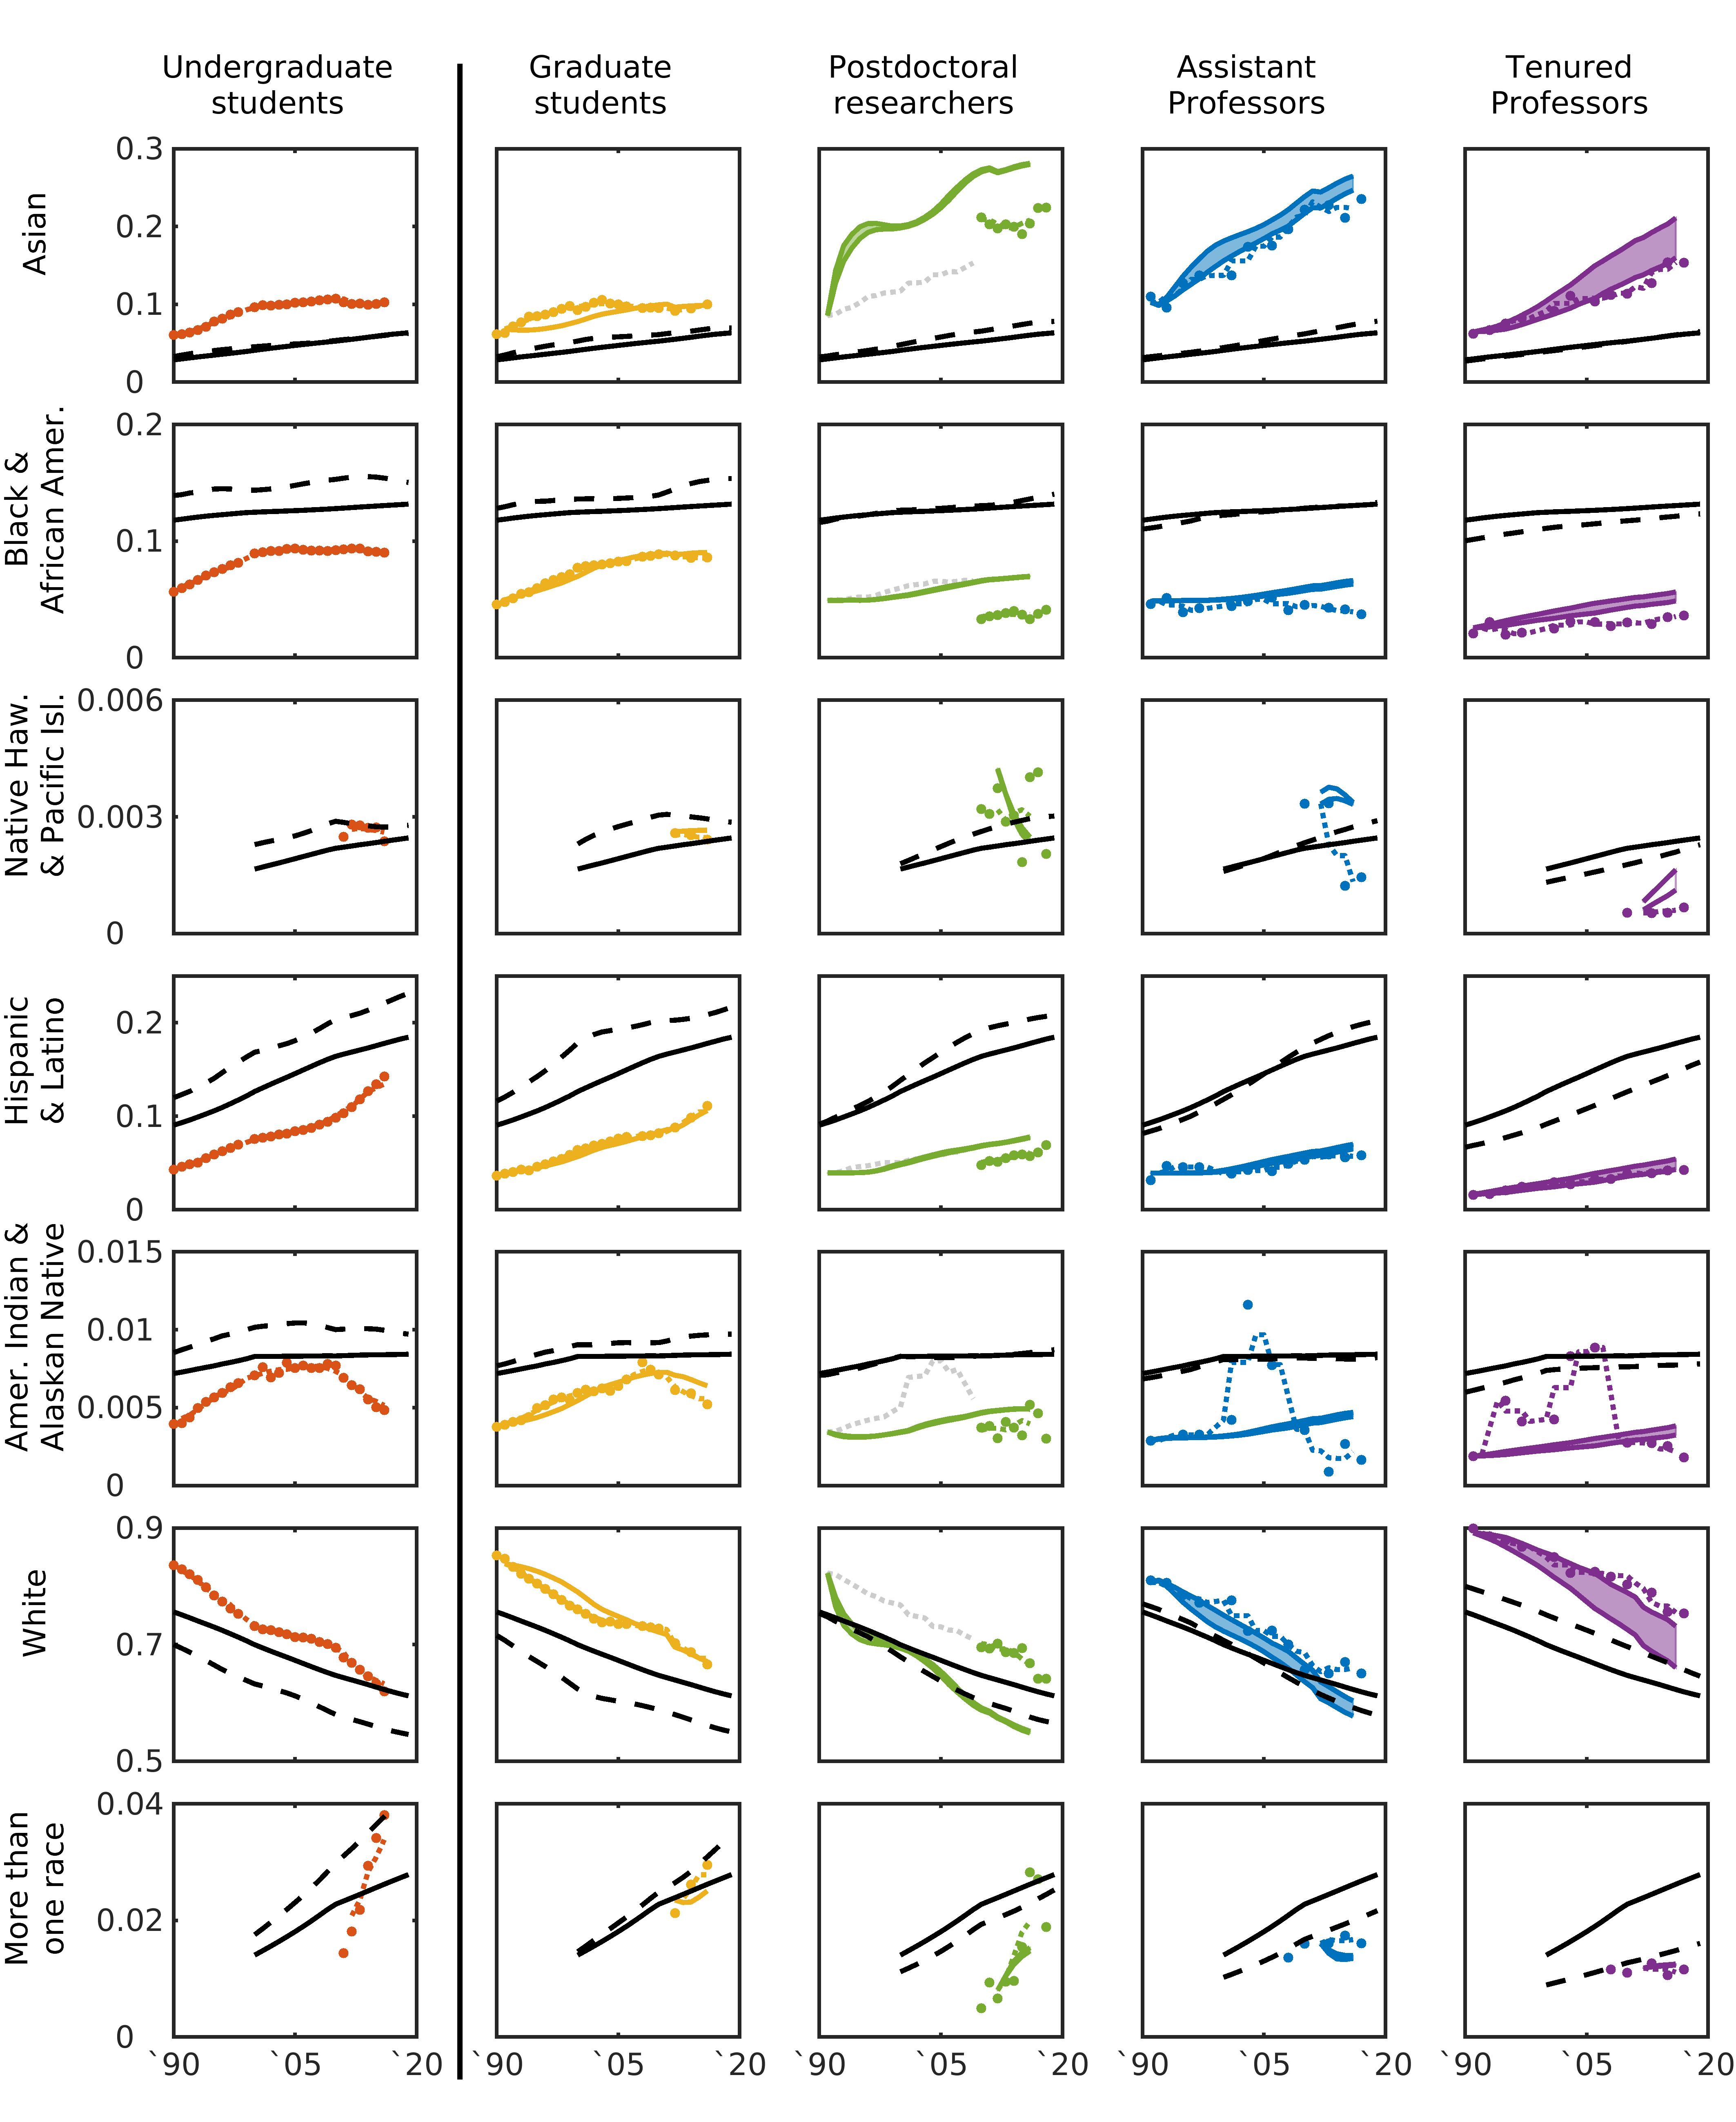 Undergraduate
students
Graduate
students
Postdoctoral
researchers
Assistant
Professors
Tenured
Professors
Asian
0.3
0.2
0.1
0
Black &
African Amer.
0.2
0.1
0
Native Haw.
& Pacific Isl.
0.006
0.003
0
Hispanic
& Latino
0.2
0.1
0
Amer. Indian &
Alaskan Native
0.015
0.01
0.005
0
White
0.9
0.7
0.5
More than
one race
0.04
0.02
0
`90 `05 `20 `90 `05 `20 `90 `05 `20 `90 `05 `20 `90 `05 `20